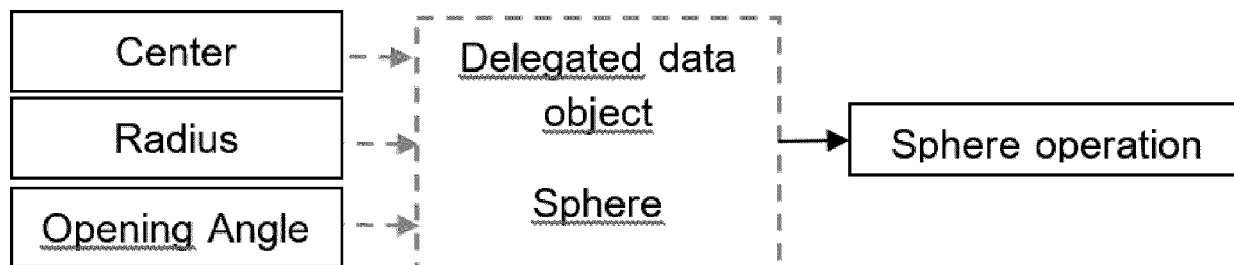 Center
Radius
Opening Angle
Delegated data
object
Sphere
Sphere operation